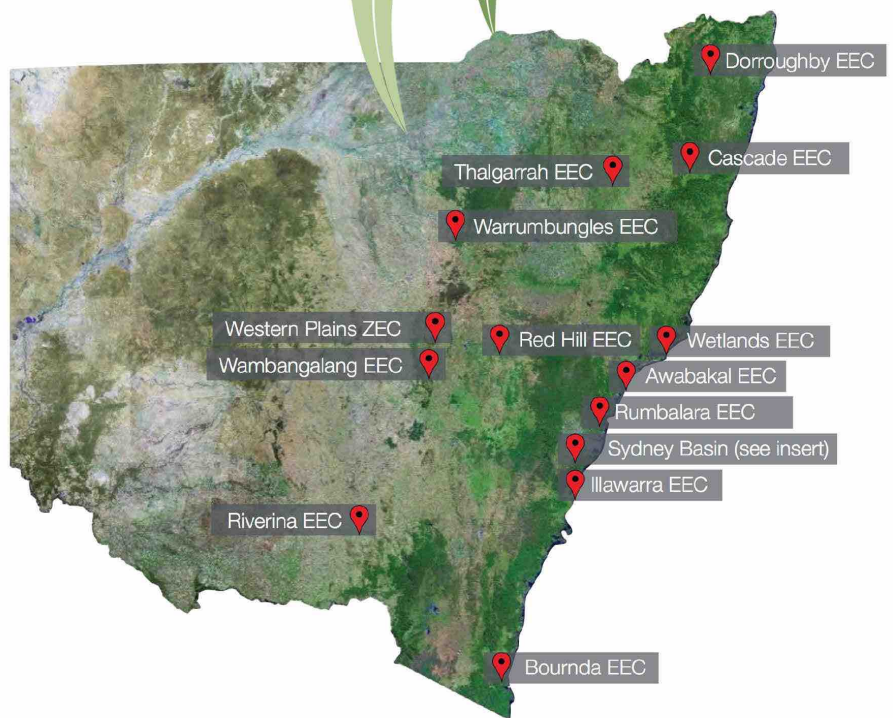 Dorroughby EEC
Cascade EEC
Thalgarrah EEC
Warrumbungles EEC
Western Plains ZEC
Red Hill EEC
Wetlands EEC
Wambangalang EEC
Awabakal EEC
Rumbalara EEC
Sydney Basin (see insert)
Illawarra EEC
Riverina EEC
Bournda EEC